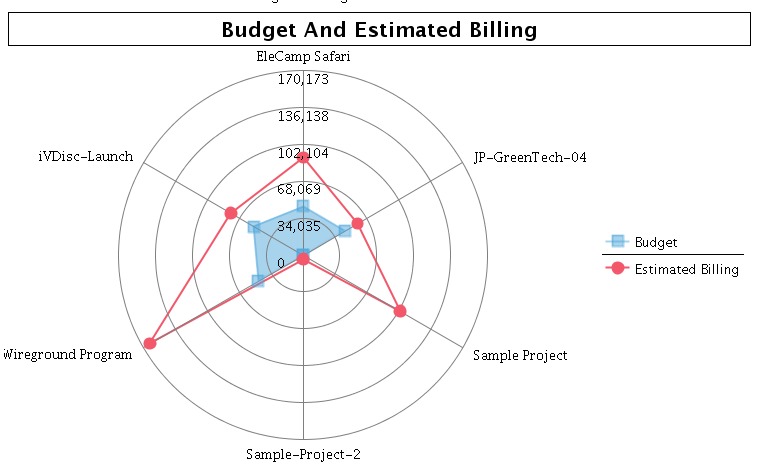 Budget And Estimated Billing
EleCamp Safari
170,173
136,138
102,104
68,069
34,035
0
iVDisc-Launch
JP-GreenTech-04
Wireground Program
Sample Project
Sample-Project-2
Budget
Estimated Billing